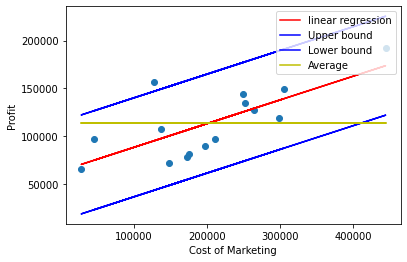 linear regression
Upper bound
Lower bound
Average
200000
150000
100000
50000
Profit
100000 200000 300000 400000
Cost of Marketing